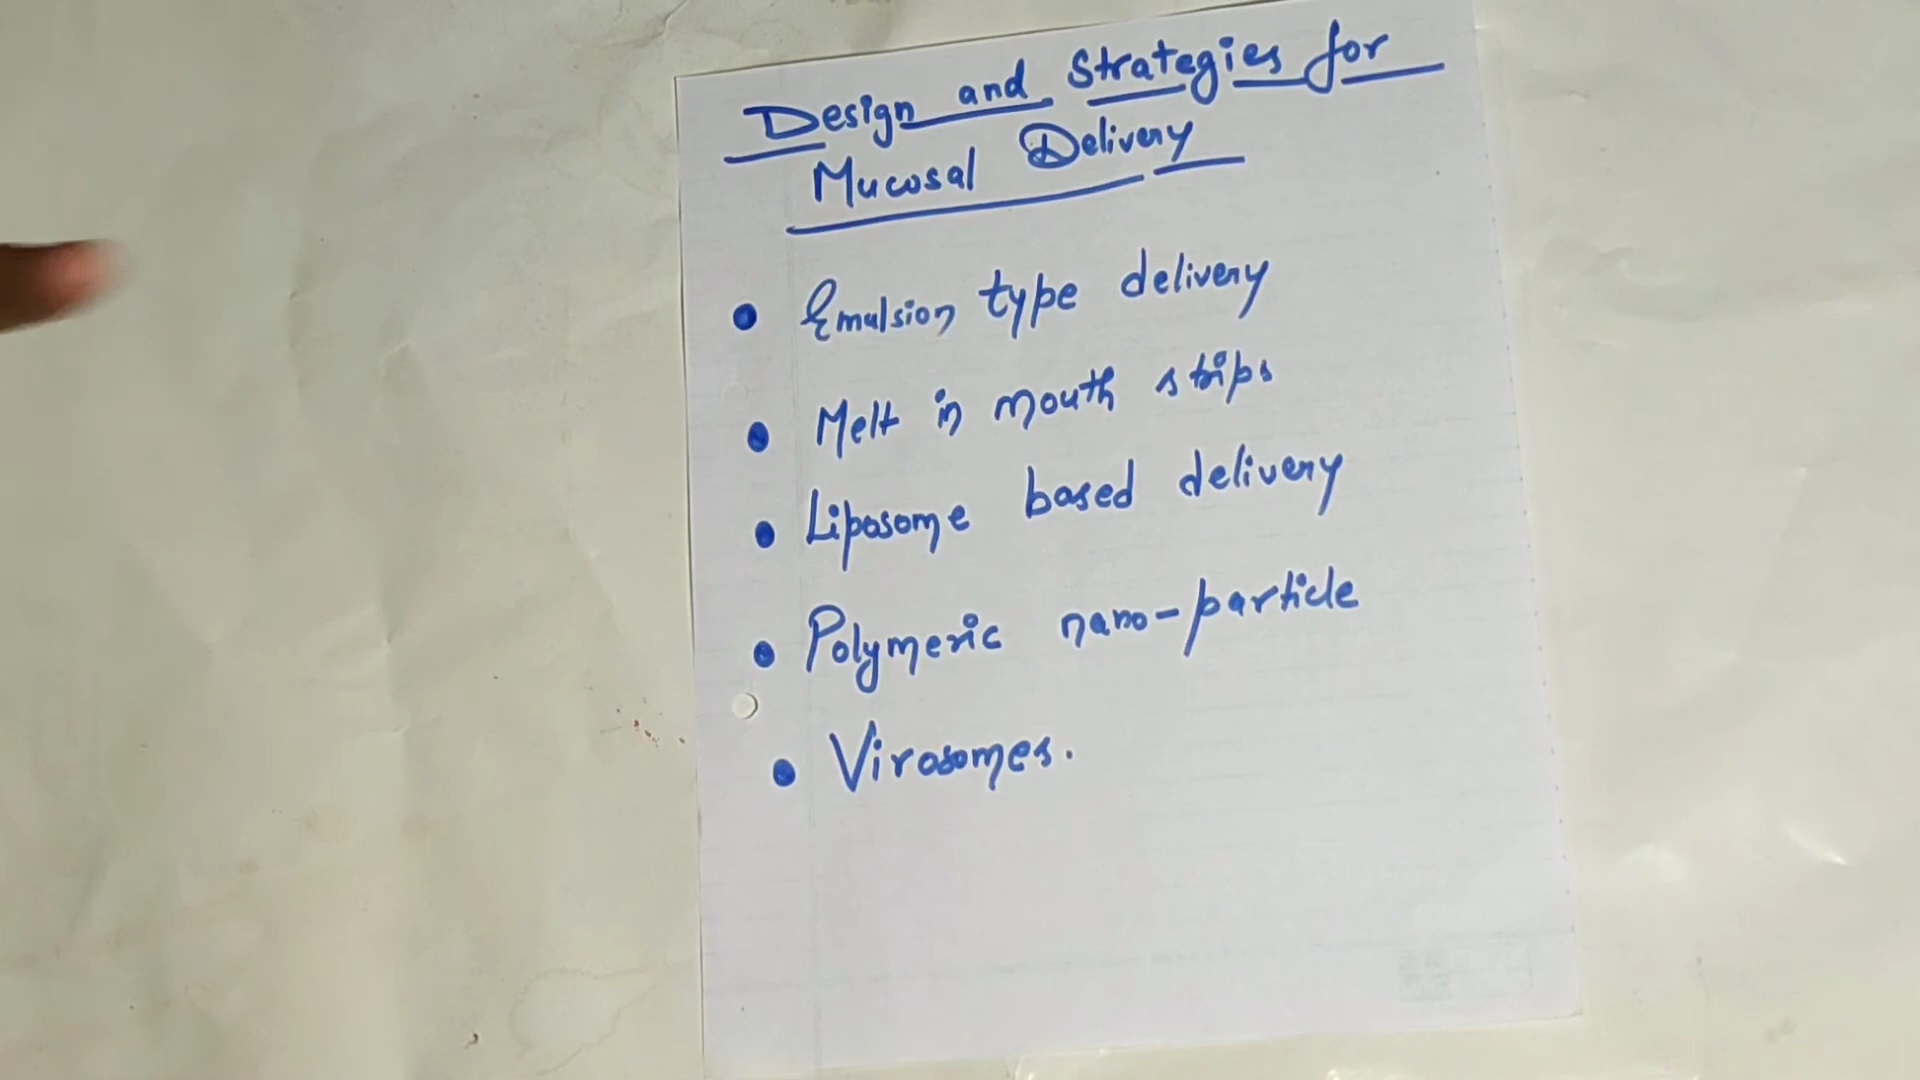 Design and Strategies for
Mucosal Delivery
• Emulsion type delivery
• Melt in mouth strips
• Liposome based delivery
• Polymeric nano-particle
• Virosomes.